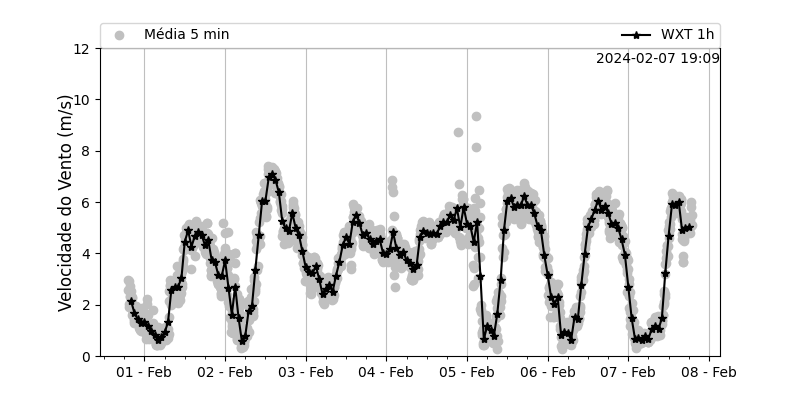 Média 5 min
WXT 1h
2024-02-07 19:09
Velocidade do Vento (m/s)
12
10
8
6
4
2
0
01 - Feb
02 - Feb
03 - Feb
04 - Feb
05 - Feb
06 - Feb
07 - Feb
08 - Feb